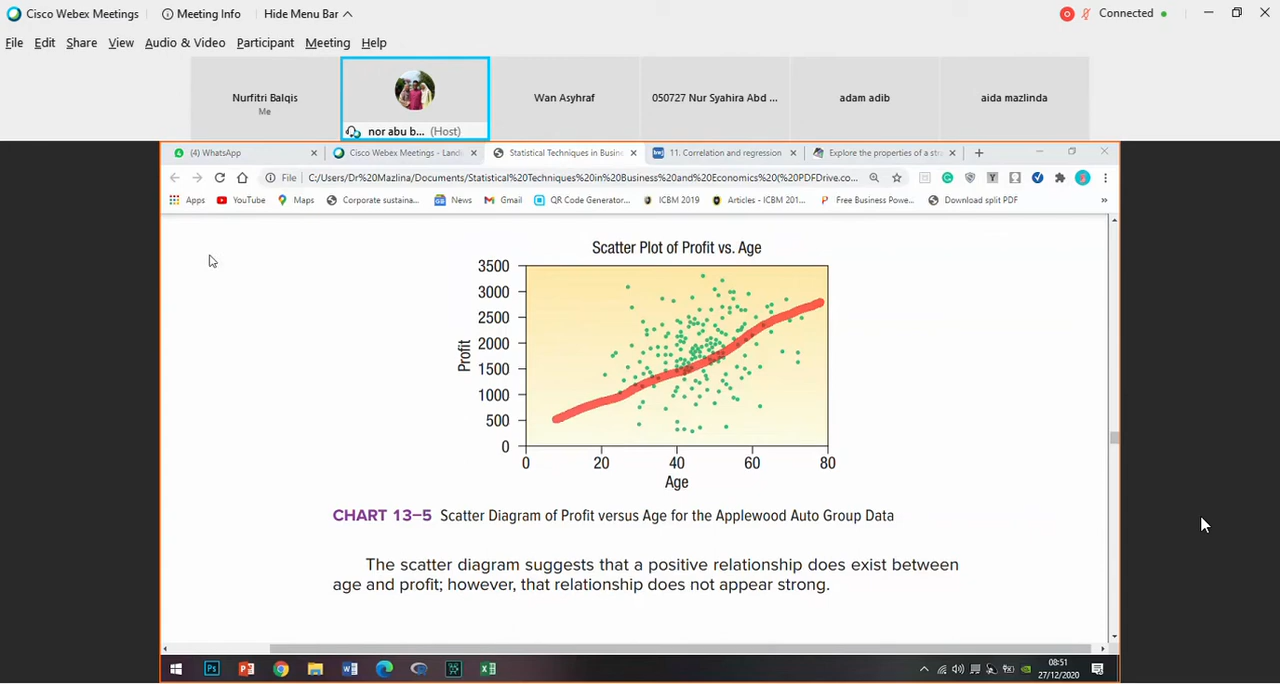 Cisco Webex Meetings Meeting Info Hide Menu Bar Connected
File Edit Share View Audio & Video Participant Meeting Help
Nurfitri Balqis
Me
nor abu b... (Host)
Wan Asyhraf
050727 Nur Syahira Abd ...
adam adib
aida mazlinda
(4) WhatsApp Cisco Webex Meetings - Land Statistical Techniques in Busin 11. Correlation and regression Explore the properties of a str
File C:/Users/Dr%20Mazlina/Documents/Statistical%20Techniques%20in%20Business%20and%20Economics%20(%20PDFDrive.co...
Apps YouTube Maps Corporate sustaina... News Gmail QR Code Generator... ICBM 2019 Articles - ICBM 201... Free Business Powe... Download split PDF »
Scatter Plot of Profit vs. Age
3500
3000
2500
2000
1500
1000
500
0
Profit
0 20 40 60 80
Age
CHART 13–5 Scatter Diagram of Profit versus Age for the Applewood Auto Group Data
The scatter diagram suggests that a positive relationship does exist between
age and profit; however, that relationship does not appear strong.
08:51
27/12/2020